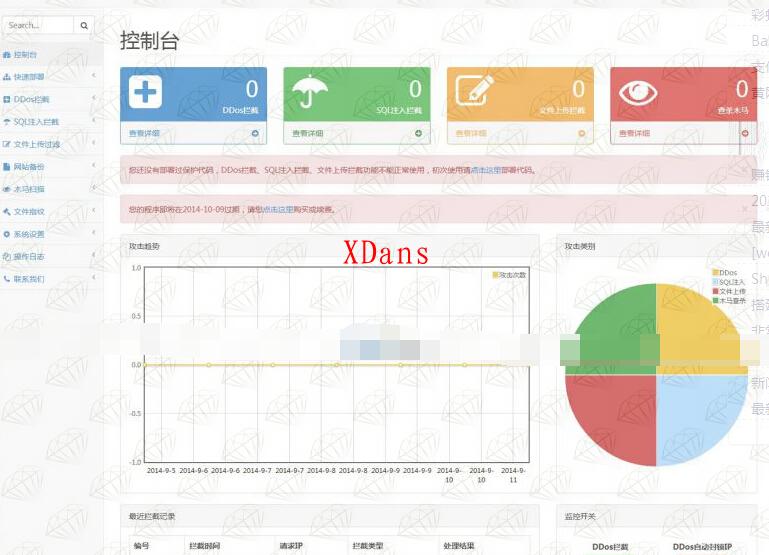 Search...
控制台
快速部署
DDos拦截
SQL注入拦截
文件上传过滤
网站备份
木马扫描
文件指纹
系统设置
操作日志
联系我们
控制台
0
DDos拦截
查看详细
0
SQL注入拦截
查看详细
0
文件上传拦截
查看详细
0
查杀木马
查看详细
您还没有部署过保护代码，DDos拦截、SQL注入拦截、文件上传拦截功能不能正常使用，初次使用请点击这里部署代码。
您的程序即将在2014-10-09过期，请您点击这里购买或续费。
攻击趋势
XDans
攻击次数
1.0
0.5
0.0
-0.5
-1.0
2014-9-5 2014-9-6 2014-9-6 2014-9-7 2014-9-7 2014-9-8 2014-9-8 2014-9-9 2014-9-9 2014-9-10 2014-9-10 2014-9-11
攻击类别
DDos
SQL注入
文件上传
木马查杀
最近拦截记录
编号 拦截时间 请求IP 拦截类型 处理结果
监控开关
DDos拦截 DDos自动封锁IP